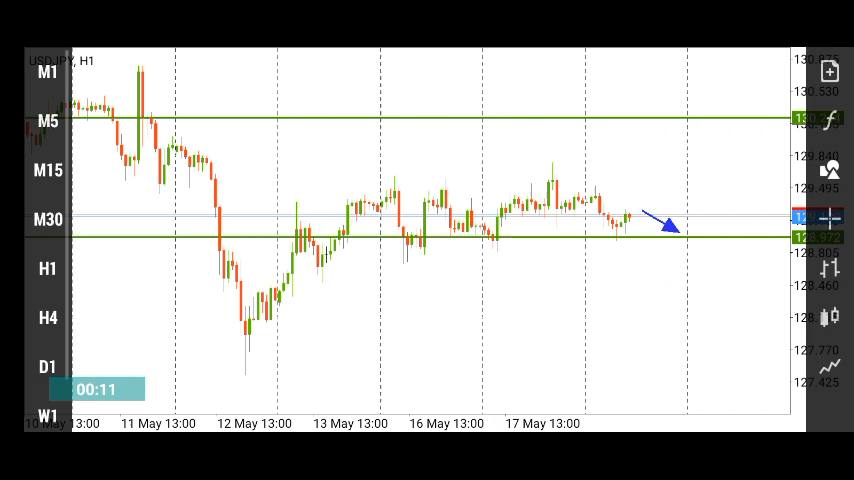 USDJPY, H1
M1
M5
M15
M30
H1
H4
D1
W1
00:11
130.875
130.530
129.840
129.495
128.972
128.805
128.460
127.770
127.425
10 May 13:00
11 May 13:00
12 May 13:00
13 May 13:00
16 May 13:00
17 May 13:00